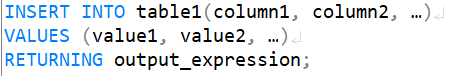 INSERT INTO table1(column1, column2, …)
VALUES (value1, value2, …)
RETURNING output_expression;